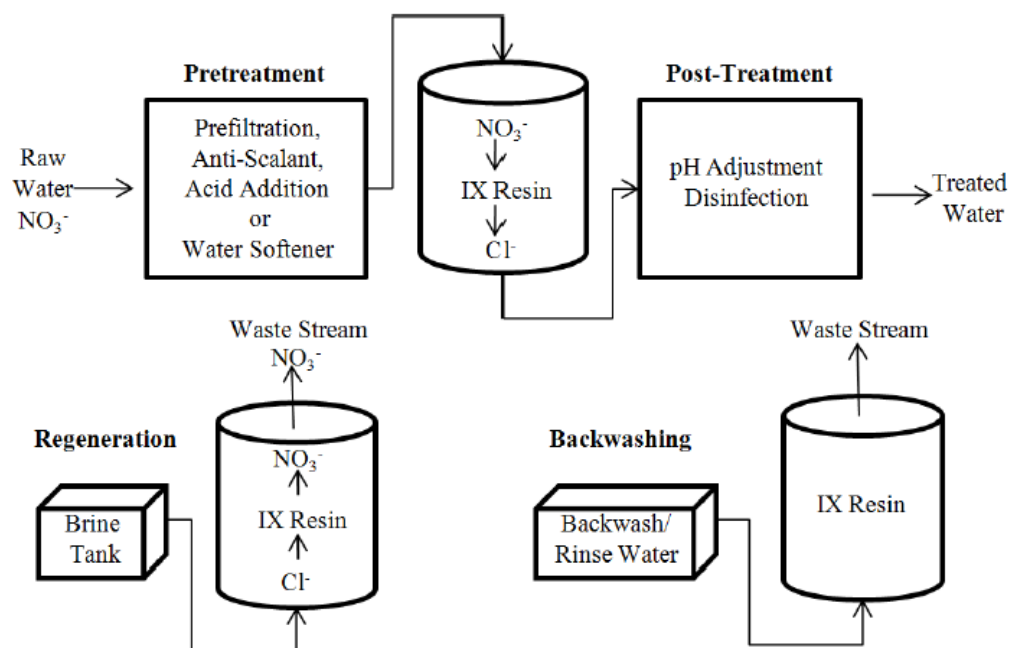 Pretreatment
Post-Treatment
Raw
Water
NO₃⁻
Prefiltration,
Anti-Scalant,
Acid Addition
or
Water Softener
NO₃⁻
IX Resin
Cl⁻
pH Adjustment
Disinfection
Treated
Water
Waste Stream
NO₃⁻
Regeneration
Brine
Tank
NO₃⁻
IX Resin
Cl⁻
Waste Stream
Backwashing
Backwash/
Rinse Water
IX Resin